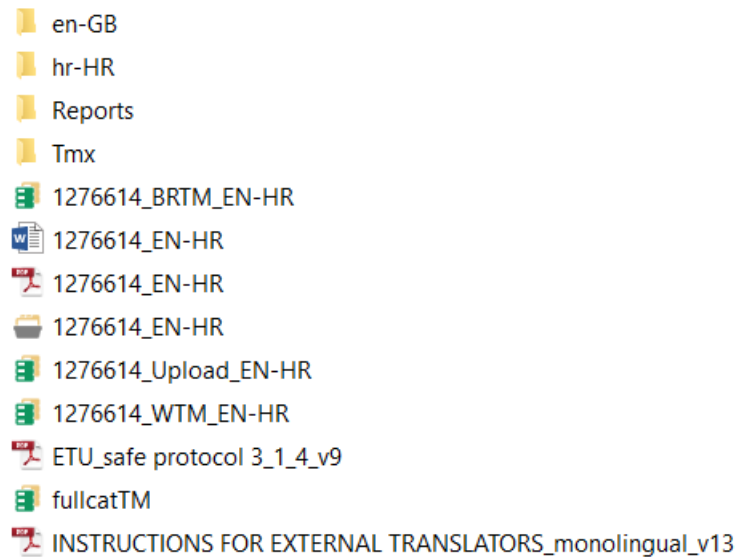 en-GB
hr-HR
Reports
Tmx
1276614_BRTM_EN-HR
1276614_EN-HR
1276614_EN-HR
1276614_EN-HR
1276614_Upload_EN-HR
1276614_WTM_EN-HR
ETU_safe protocol 3_1_4_v9
fullcatTM
INSTRUCTIONS FOR EXTERNAL TRANSLATORS_monolingual_v13